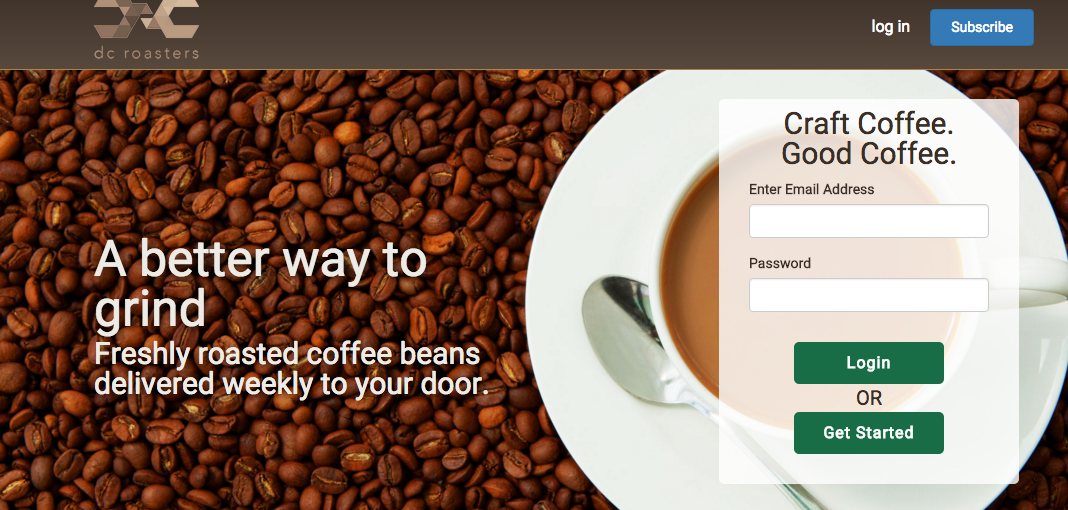 dc roasters
log in
Subscribe
A better way to
grind
Freshly roasted coffee beans
delivered weekly to your door.
Craft Coffee.
Good Coffee.
Enter Email Address
Password
Login
OR
Get Started